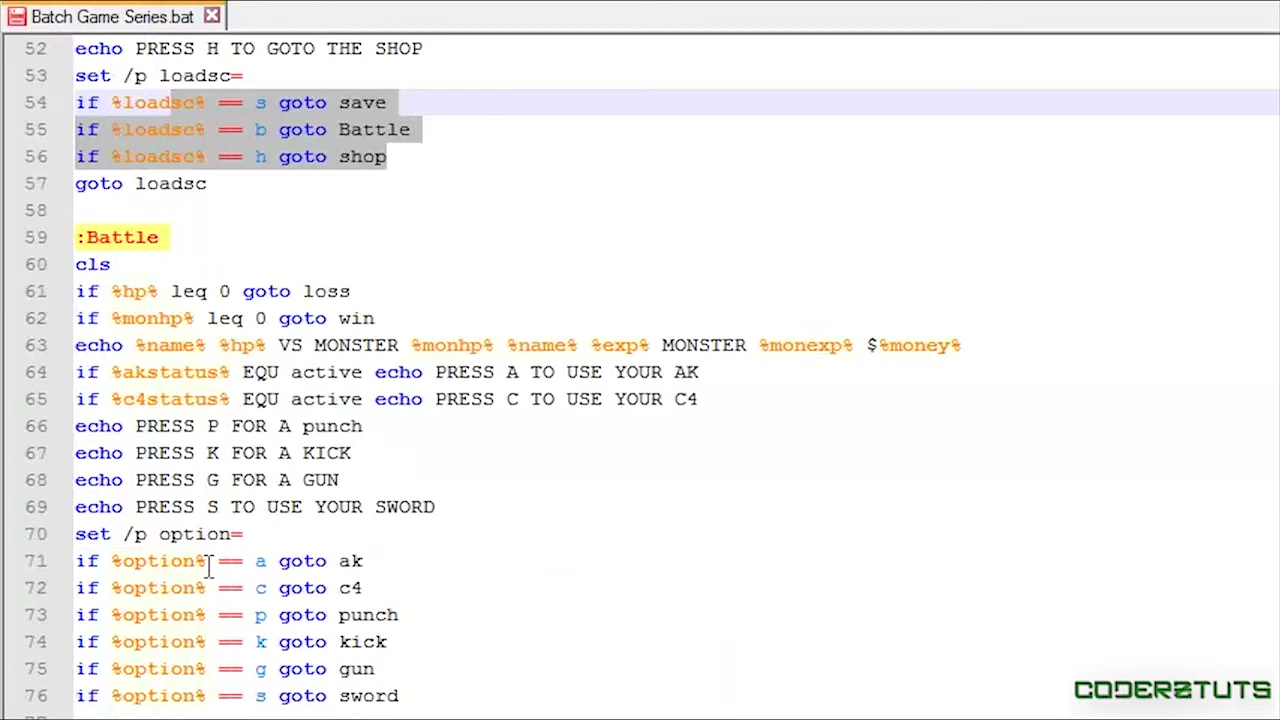 Batch Game Series.bat
52 echo PRESS H TO GOTO THE SHOP
53 set /p loadsc=
54 if %loadsc% == s goto save
55 if %loadsc% == b goto Battle
56 if %loadsc% == h goto shop
57 goto loadsc
58
59 :Battle
60 cls
61 if %hp% leq 0 goto loss
62 if %monhp% leq 0 goto win
63 echo %name% %hp% VS MONSTER %monhp% %name% %exp% MONSTER %monexp% $%money%
64 if %akstatus% EQU active echo PRESS A TO USE YOUR AK
65 if %c4status% EQU active echo PRESS C TO USE YOUR C4
66 echo PRESS P FOR A punch
67 echo PRESS K FOR A KICK
68 echo PRESS G FOR A GUN
69 echo PRESS S TO USE YOUR SWORD
70 set /p option=
71 if %option% == a goto ak
72 if %option% == c goto c4
73 if %option% == p goto punch
74 if %option% == k goto kick
75 if %option% == g goto gun
76 if %option% == s goto sword
CODERZTUTS